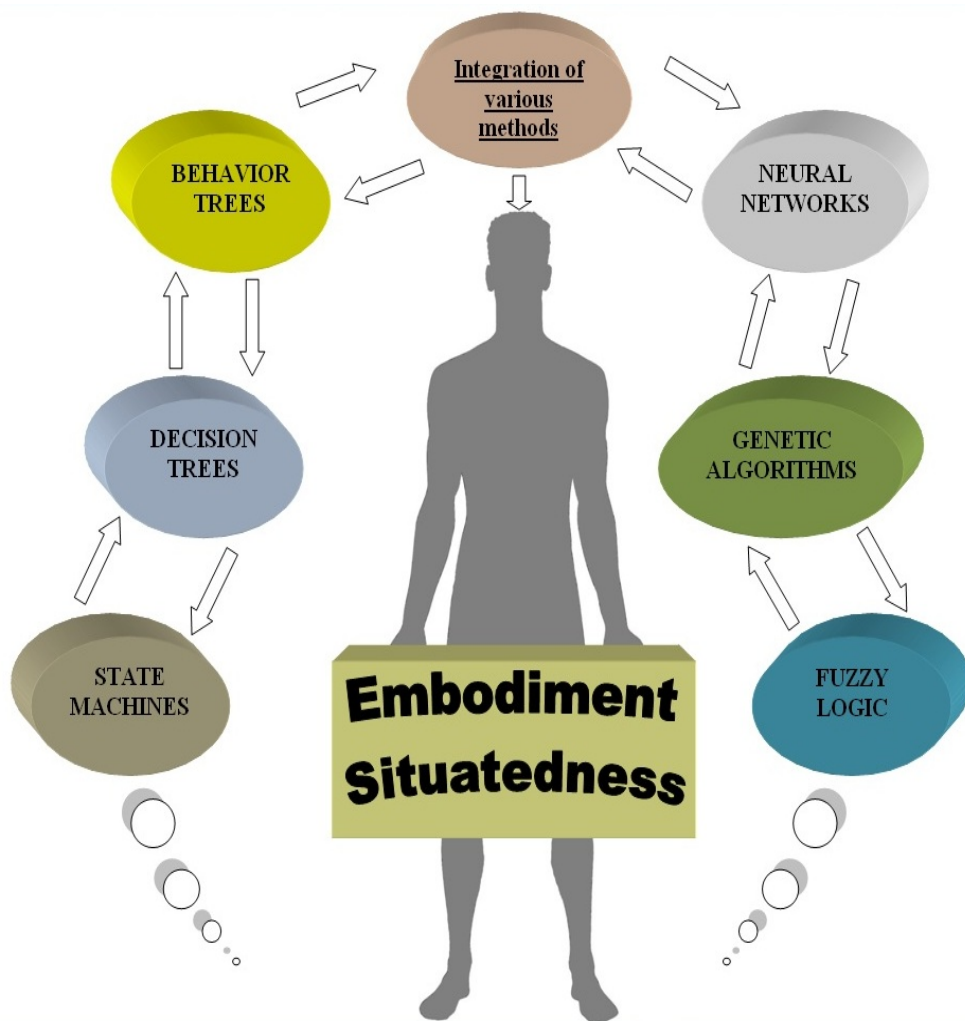 Integration of
various
methods
BEHAVIOR
TREES
NEURAL
NETWORKS
DECISION
TREES
GENETIC
ALGORITHMS
STATE
MACHINES
FUZZY
LOGIC
Embodiment
Situatedness